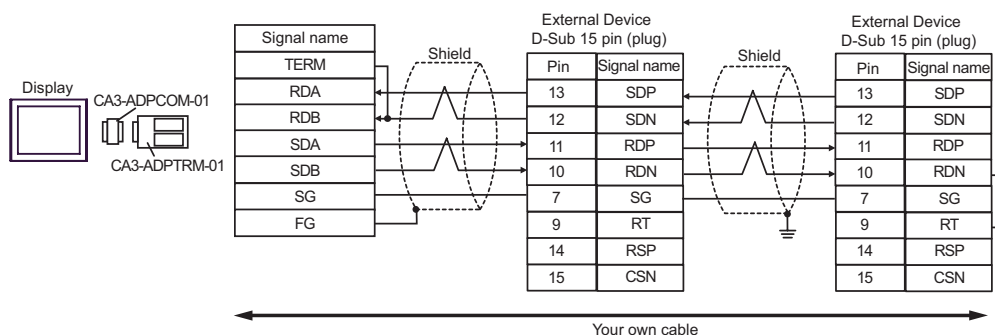 Display
CA3-ADPCOM-01
CA3-ADPTRM-01
Signal name
TERM
RDA
RDB
SDA
SDB
SG
FG
Shield
External Device
D-Sub 15 pin (plug)
Pin Signal name
13 SDP
12 SDN
11 RDP
10 RDN
7 SG
9 RT
14 RSP
15 CSN
Shield
External Device
D-Sub 15 pin (plug)
Pin Signal name
13 SDP
12 SDN
11 RDP
10 RDN
7 SG
9 RT
14 RSP
15 CSN
Your own cable